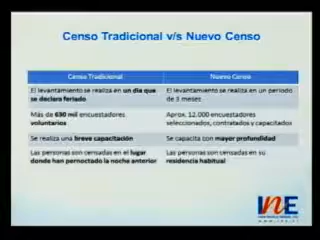 Censo Tradicional v/s Nuevo Censo
Censo Tradicional
Nuevo Censo
El levantamiento se realiza en un día que
se declara feriado
El levantamiento se realiza en un período
de 3 meses
Más de 630 mil encuestadores
voluntarios
Aprox. 12.000 encuestadores
seleccionados, contratados y capacitados
Se realiza una breve capacitación
Se capacita con mayor profundidad
Las personas son censadas en el lugar
donde han pernoctado la noche anterior
Las personas son censadas en su
residencia habitual
INE